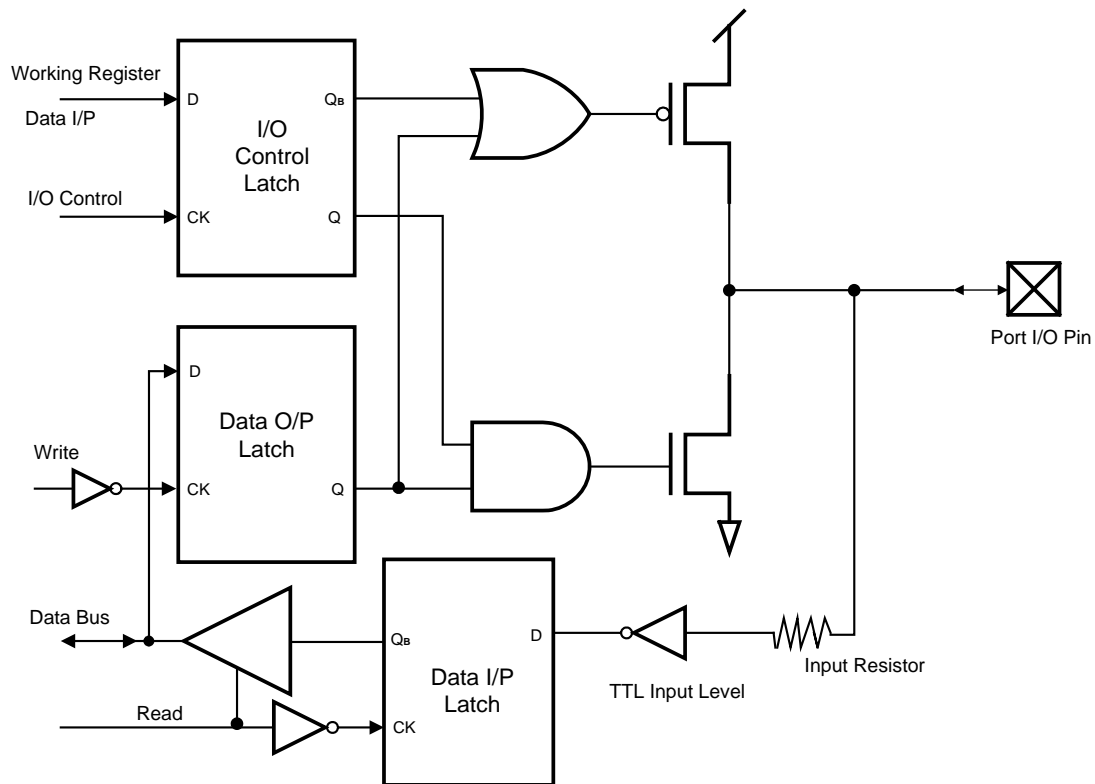 Working Register
Data I/P
I/O Control
D
CK
QB
Q
I/O
Control
Latch
Port I/O Pin
Write
D
CK
Q
Data O/P
Latch
Data Bus
Read
QB
D
CK
Data I/P
Latch
TTL Input Level
Input Resistor